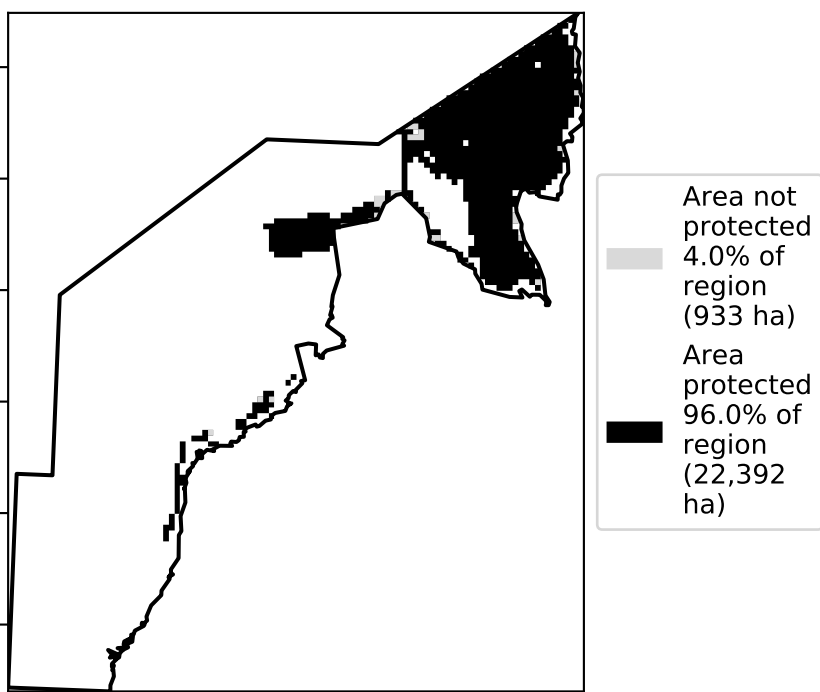 Area not
protected
4.0% of
region
(933 ha)
Area
protected
96.0% of
region
(22,392
ha)